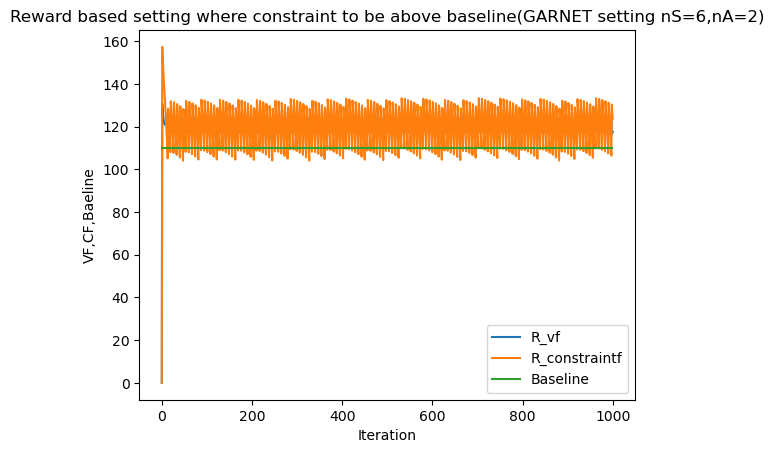 Reward based setting where constraint to be above baseline(GARNET setting nS=6,nA=2)
160
140
120
100
80
60
40
20
0
VF,CF,Baeline
0 200 400 600 800 1000
Iteration
R_vf
R_constraintf
Baseline